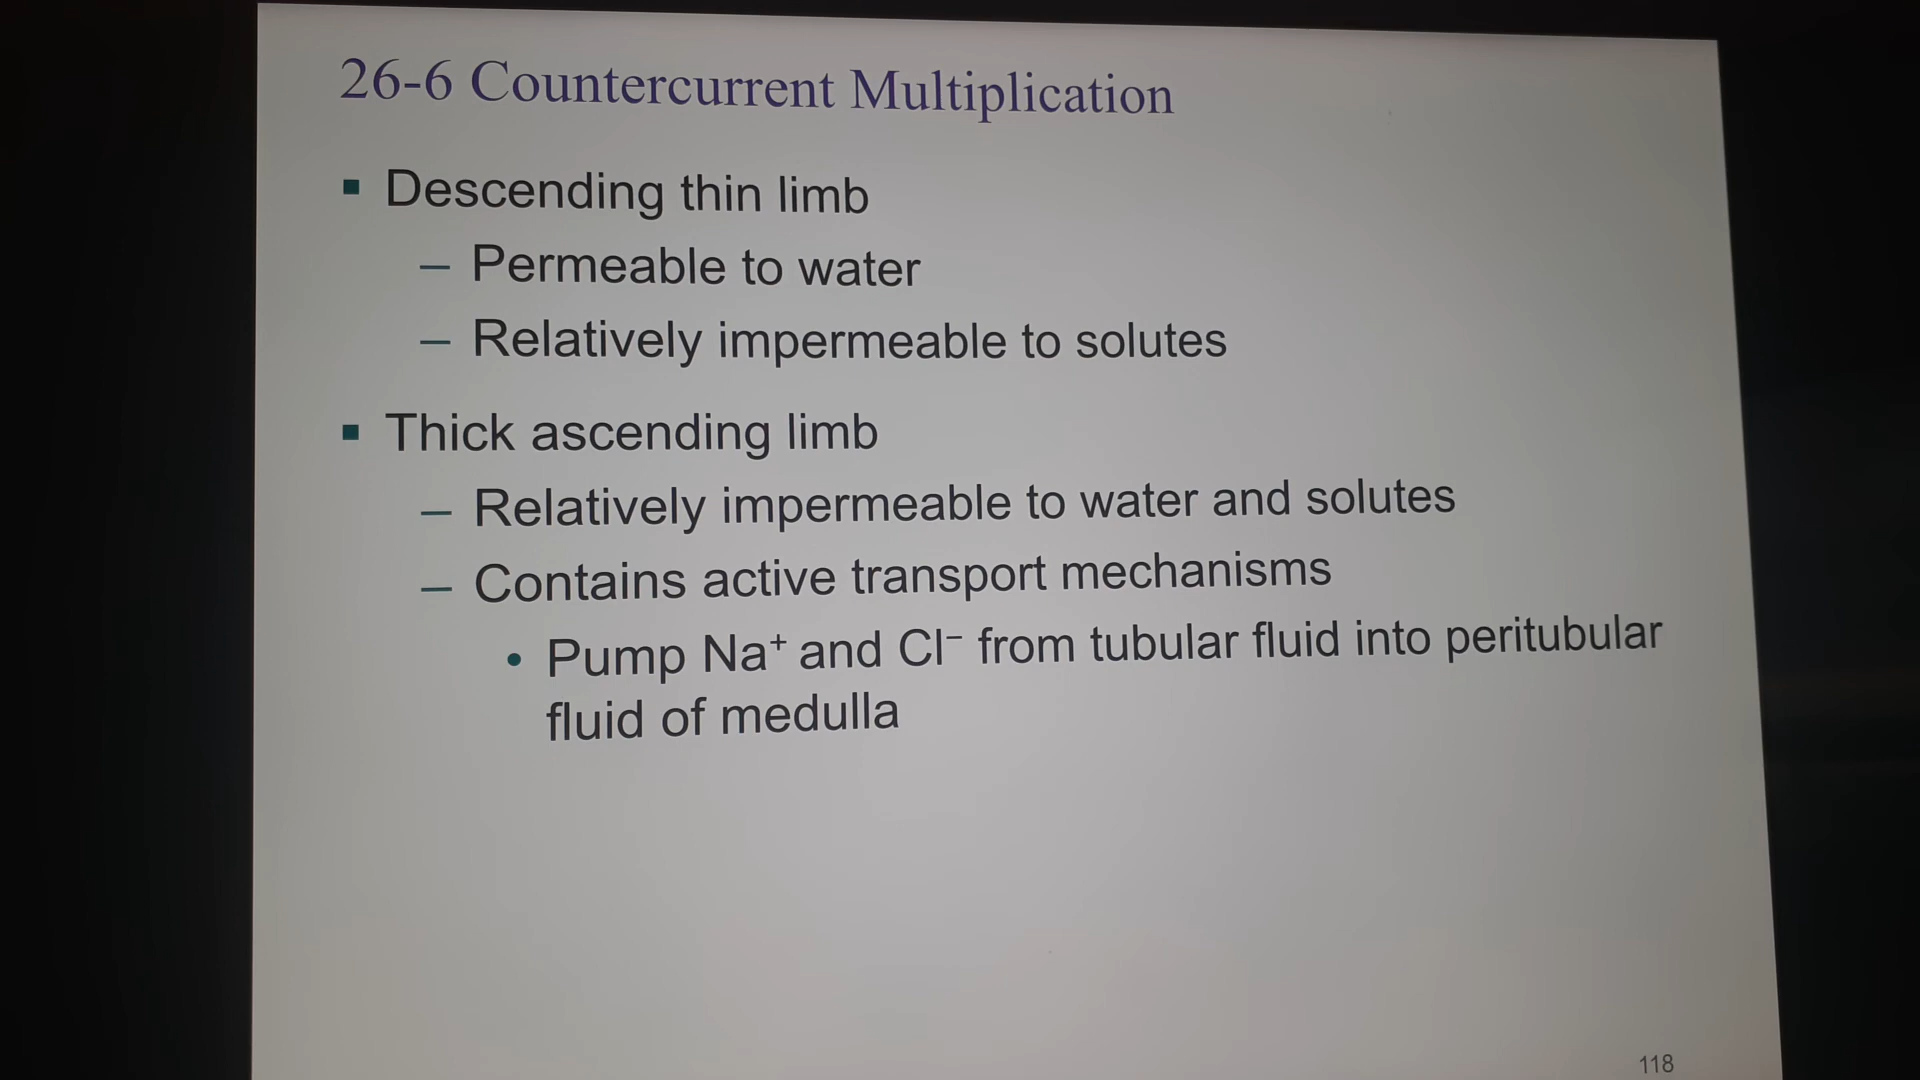 26-6 Countercurrent Multiplication
▪ Descending thin limb
– Permeable to water
– Relatively impermeable to solutes
▪ Thick ascending limb
– Relatively impermeable to water and solutes
– Contains active transport mechanisms
• Pump Na⁺ and Cl⁻ from tubular fluid into peritubular
fluid of medulla
118